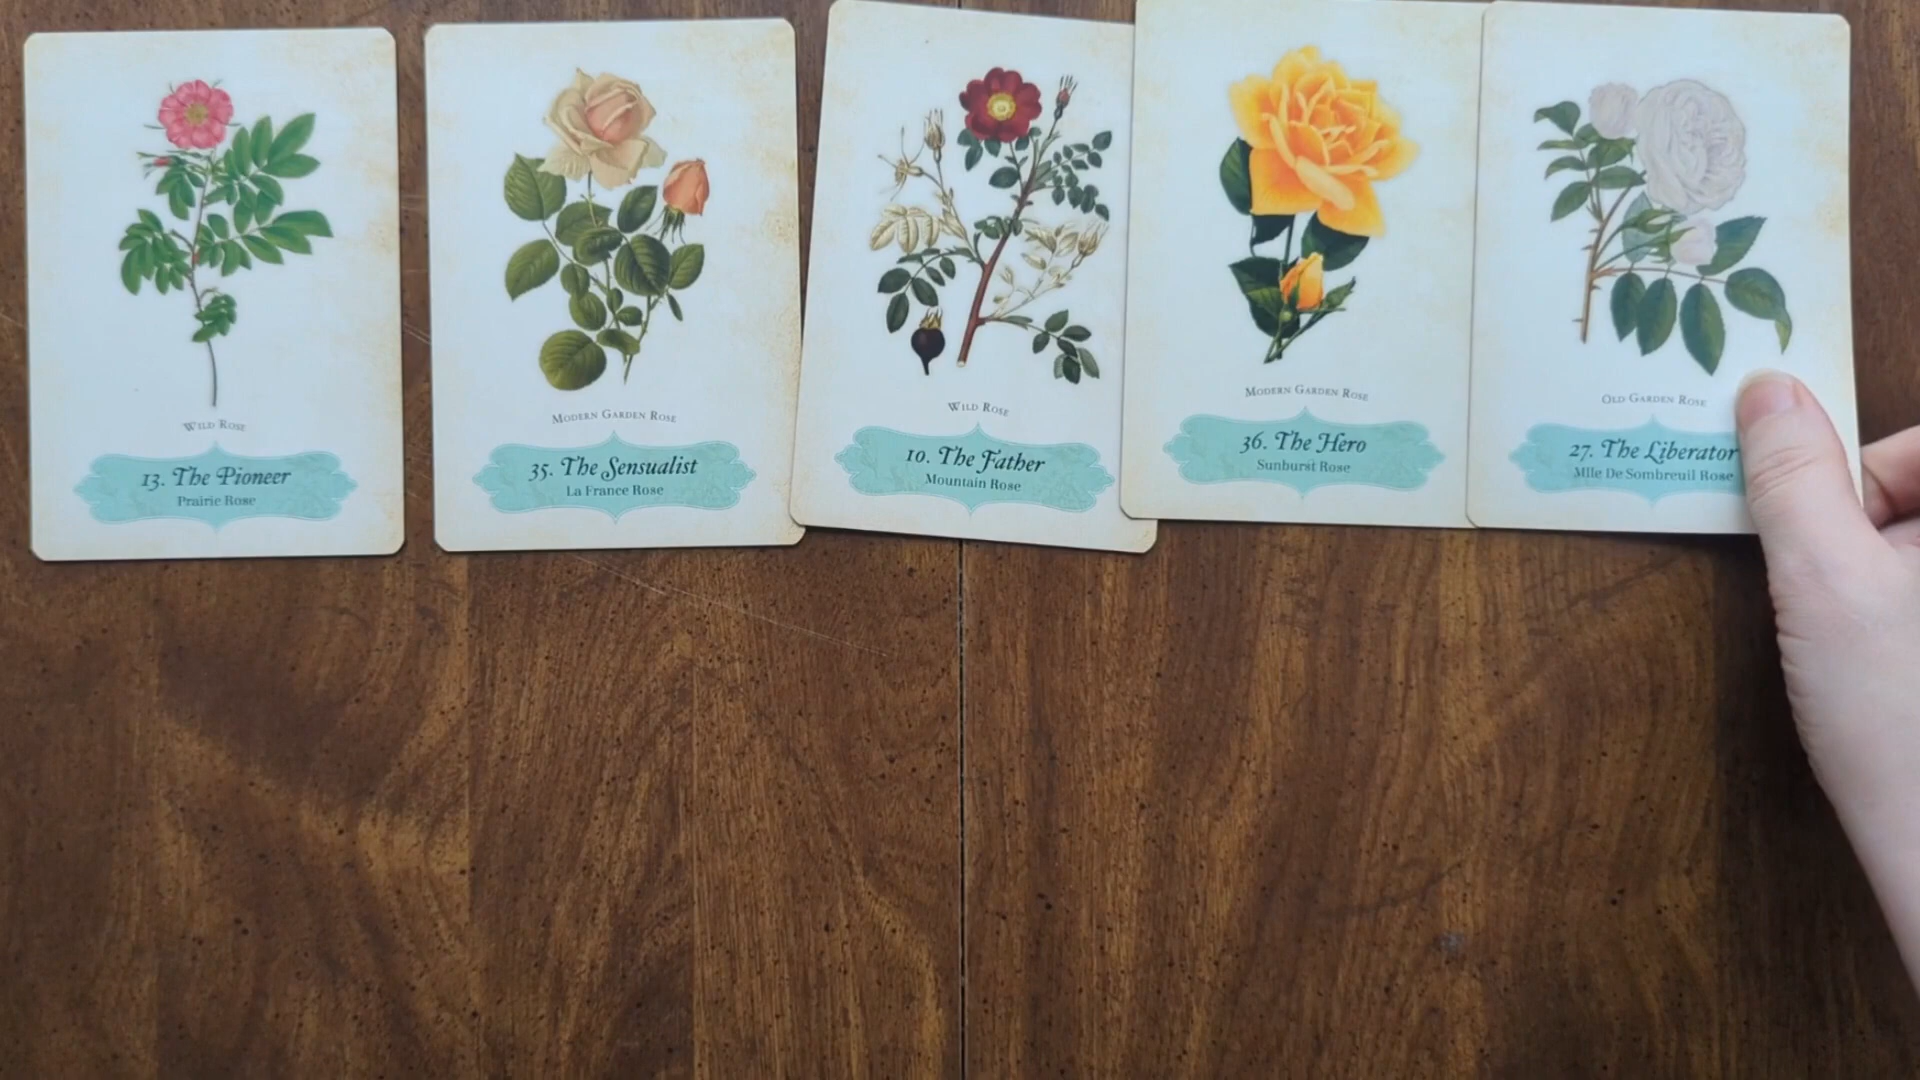 Wild Rose
13. The Pioneer
Prairie Rose
Modern Garden Rose
35. The Sensualist
La France Rose
Wild Rose
10. The Father
Mountain Rose
Modern Garden Rose
36. The Hero
Sunburst Rose
Old Garden Rose
27. The Liberator
Mlle De Sombreuil Rose